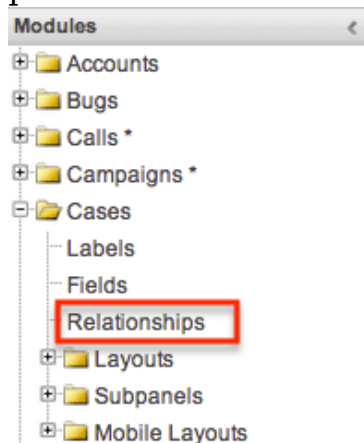 Modules
Accounts
Bugs
Calls *
Campaigns *
Cases
Labels
Fields
Relationships
Layouts
Subpanels
Mobile Layouts